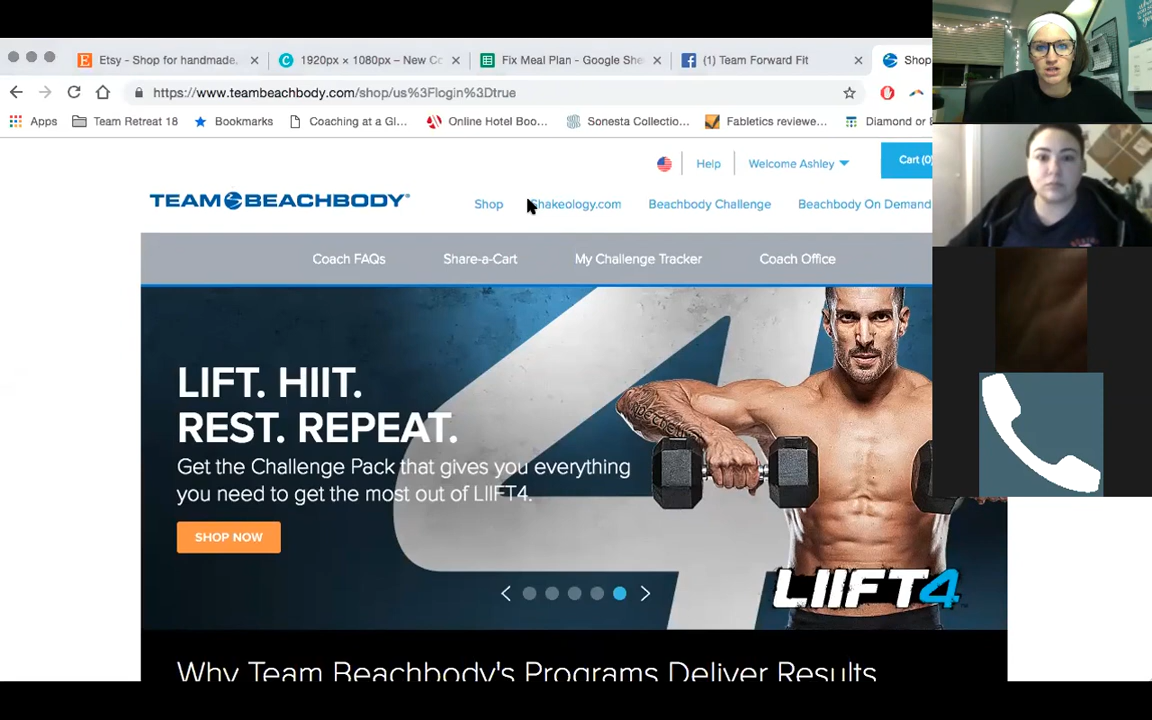 Etsy - Shop for handmade,
1920px × 1080px – New Co
Fix Meal Plan - Google She
(1) Team Forward Fit
Shop
https://www.teambeachbody.com/shop/us%3Flogin%3Dtrue
Apps
Team Retreat 18
Bookmarks
Coaching at a Gl...
Online Hotel Boo...
Sonesta Collectio...
Fabletics reviewe...
Diamond or E
Help
Welcome Ashley
Cart (0)
TEAM BEACHBODY®
Shop
Shakeology.com
Beachbody Challenge
Beachbody On Demand
Coach FAQs
Share-a-Cart
My Challenge Tracker
Coach Office
LIFT. HIIT.
REST. REPEAT.
Get the Challenge Pack that gives you everything
you need to get the most out of LIIFT4.
SHOP NOW
LIIFT4
Why Team Beachbody's Programs Deliver Results